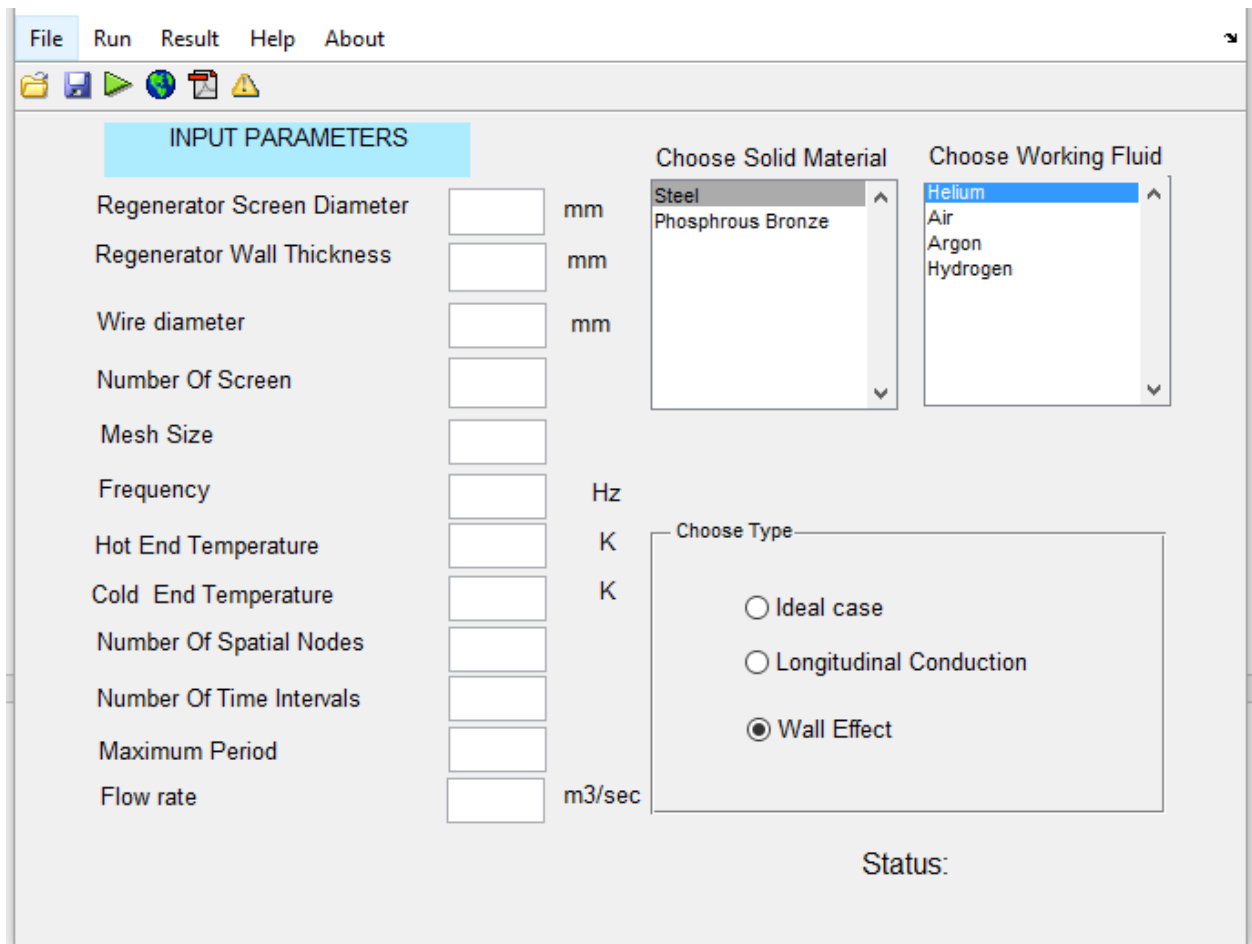 File Run Result Help About
INPUT PARAMETERS
Choose Solid Material
Choose Working Fluid
Regenerator Screen Diameter mm
Regenerator Wall Thickness mm
Wire diameter mm
Number Of Screen
Mesh Size
Frequency Hz
Hot End Temperature K
Cold End Temperature K
Number Of Spatial Nodes
Number Of Time Intervals
Maximum Period
Flow rate m3/sec
Steel
Phosphrous Bronze
Helium
Air
Argon
Hydrogen
Choose Type
Ideal case
Longitudinal Conduction
Wall Effect
Status: